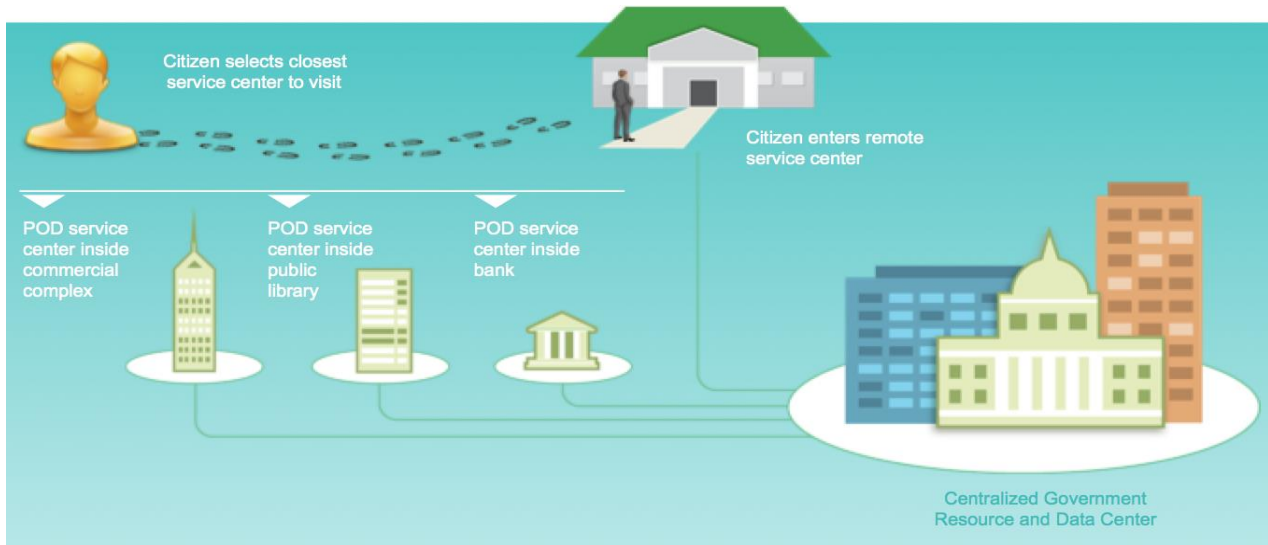 Citizen selects closest
service center to visit
Citizen enters remote
service center
POD service
center inside
commercial
complex
POD service
center inside
public
library
POD service
center inside
bank
Centralized Government
Resource and Data Center